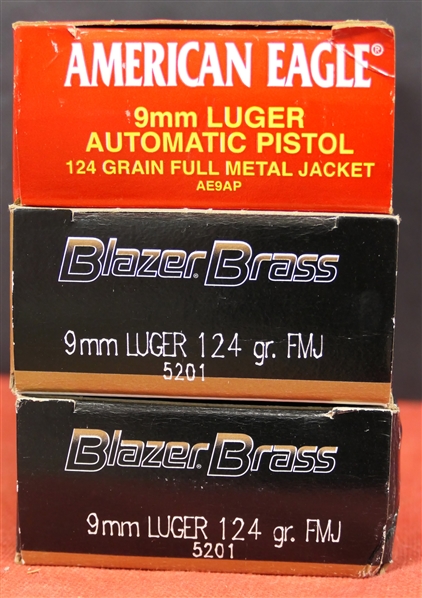 AMERICAN EAGLE®
9mm LUGER
AUTOMATIC PISTOL
124 GRAIN FULL METAL JACKET
AE9AP
Blazer® Brass
9mm LUGER 124 gr. FMJ
5201
Blazer® Brass
9mm LUGER 124 gr. FMJ
5201